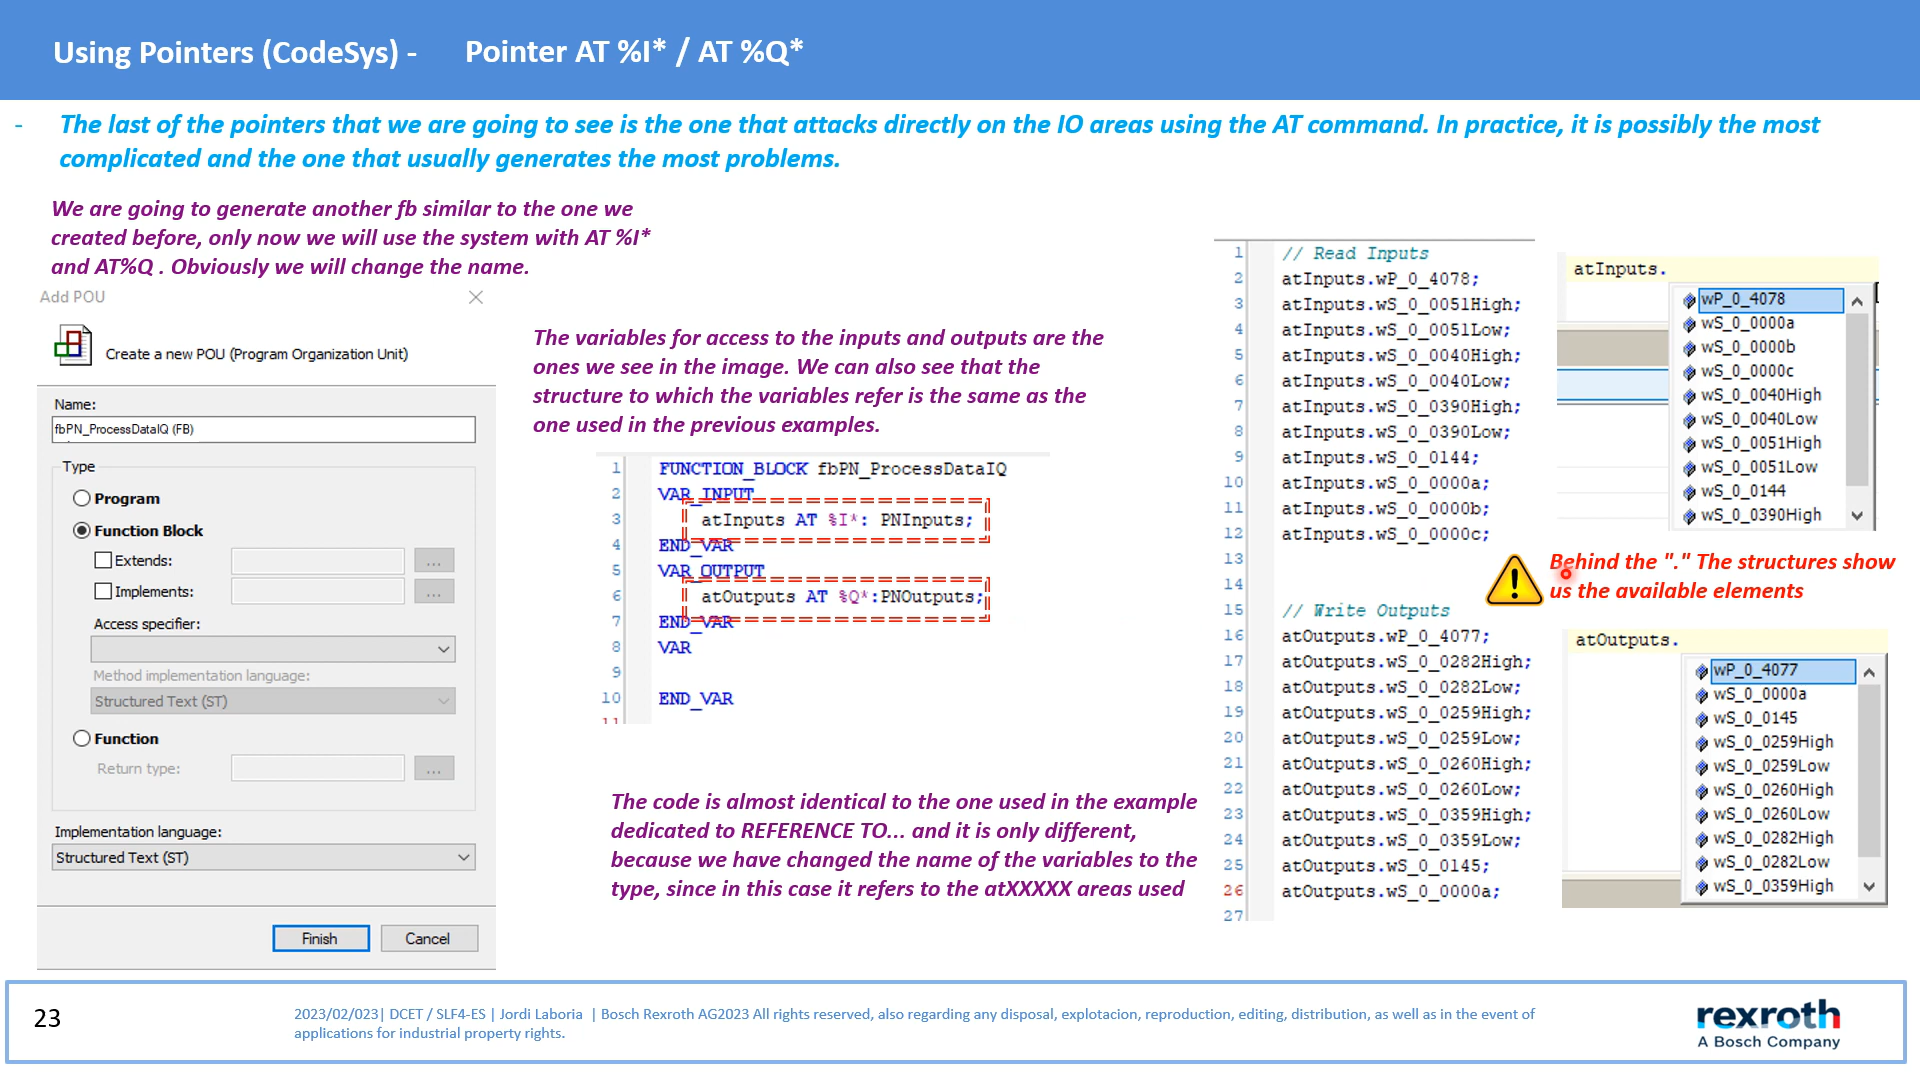 Using Pointers (CodeSys) - Pointer AT %I* / AT %Q*
- The last of the pointers that we are going to see is the one that attacks directly on the IO areas using the AT command. In practice, it is possibly the most
complicated and the one that usually generates the most problems.
We are going to generate another fb similar to the one we
created before, only now we will use the system with AT %I*
and AT%Q . Obviously we will change the name.
Add POU
Create a new POU (Program Organization Unit)
Name:
fbPN_ProcessDataIQ (FB)
Type
Program
Function Block
Extends:
...
Implements:
...
Access specifier:
Method implementation language:
Structured Text (ST)
Function
Return type:
...
Implementation language:
Structured Text (ST)
Finish
Cancel
The variables for access to the inputs and outputs are the
ones we see in the image. We can also see that the
structure to which the variables refer is the same as the
one used in the previous examples.
1 FUNCTION_BLOCK fbPN_ProcessDataIQ
2 VAR_INPUT
3 atInputs AT %I*: PNInputs;
4 END_VAR
5 VAR_OUTPUT
6 atOutputs AT %Q*:PNOutputs;
7 END_VAR
8 VAR
9
10 END_VAR
11
The code is almost identical to the one used in the example
dedicated to REFERENCE TO... and it is only different,
because we have changed the name of the variables to the
type, since in this case it refers to the atXXXXX areas used
1 // Read Inputs
2 atInputs.wP_0_4078;
3 atInputs.wS_0_0051High;
4 atInputs.wS_0_0051Low;
5 atInputs.wS_0_0040High;
6 atInputs.wS_0_0040Low;
7 atInputs.wS_0_0390High;
8 atInputs.wS_0_0390Low;
9 atInputs.wS_0_0144;
10 atInputs.wS_0_0000a;
11 atInputs.wS_0_0000b;
12 atInputs.wS_0_0000c;
13
14
15 // Write Outputs
16 atOutputs.wP_0_4077;
17 atOutputs.wS_0_0282High;
18 atOutputs.wS_0_0282Low;
19 atOutputs.wS_0_0259High;
20 atOutputs.wS_0_0259Low;
21 atOutputs.wS_0_0260High;
22 atOutputs.wS_0_0260Low;
23 atOutputs.wS_0_0359High;
24 atOutputs.wS_0_0359Low;
25 atOutputs.wS_0_0145;
26 atOutputs.wS_0_0000a;
27
atInputs.
wP_0_4078
wS_0_0000a
wS_0_0000b
wS_0_0000c
wS_0_0040High
wS_0_0040Low
wS_0_0051High
wS_0_0051Low
wS_0_0144
wS_0_0390High
Behind the "." The structures show
us the available elements
atOutputs.
wP_0_4077
wS_0_0000a
wS_0_0145
wS_0_0259High
wS_0_0259Low
wS_0_0260High
wS_0_0260Low
wS_0_0282High
wS_0_0282Low
wS_0_0359High
23
2023/02/023| DCET / SLF4-ES | Jordi Laboria | Bosch Rexroth AG2023 All rights reserved, also regarding any disposal, explotacion, reproduction, editing, distribution, as well as in the event of
applications for industrial property rights.
rexroth
A Bosch Company